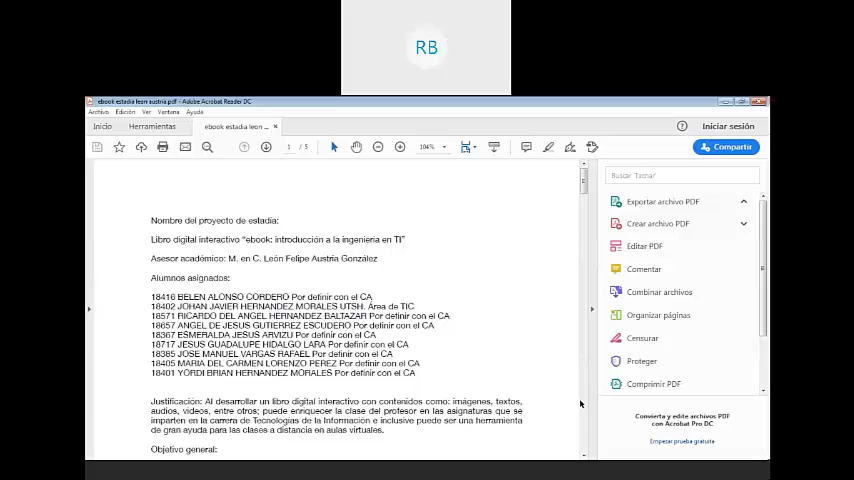 RB
ebook estadia leon austria.pdf - Adobe Acrobat Reader DC
Archivo Edición Ver Ventana Ayuda
Inicio Herramientas ebook estadia leon ... × Iniciar sesión
1 / 5 104% Compartir
Nombre del proyecto de estadía:
Libro digital interactivo “ebook: introducción a la ingeniería en TI”
Asesor académico: M. en C. León Felipe Austria González
Alumnos asignados:
18416 BELEN ALONSO CORDERO Por definir con el CA
18402 JOHAN JAVIER HERNANDEZ MORALES UTSH. Área de TIC
18571 RICARDO DEL ANGEL HERNANDEZ BALTAZAR Por definir con el CA
18657 ANGEL DE JESUS GUTIERREZ ESCUDERO Por definir con el CA
18367 ESMERALDA JESUS ARVIZU Por definir con el CA
18717 JESUS GUADALUPE HIDALGO LARA Por definir con el CA
18385 JOSE MANUEL VARGAS RAFAEL Por definir con el CA
18405 MARIA DEL CARMEN LORENZO PEREZ Por definir con el CA
18401 YORDI BRIAN HERNANDEZ MORALES Por definir con el CA
Justificación: Al desarrollar un libro digital interactivo con contenidos como: imágenes, textos,
audios, videos, entre otros; puede enriquecer la clase del profesor en las asignaturas que se
imparten en la carrera de Tecnologías de la Información e inclusive puede ser una herramienta
de gran ayuda para las clases a distancia en aulas virtuales.
Objetivo general:
Buscar
Exportar archivo PDF
Crear archivo PDF
Editar PDF
Comentar
Combinar archivos
Organizar páginas
Censurar
Proteger
Comprimir PDF
Convierta y edite archivos PDF
con Acrobat Pro DC
Empezar prueba gratuita